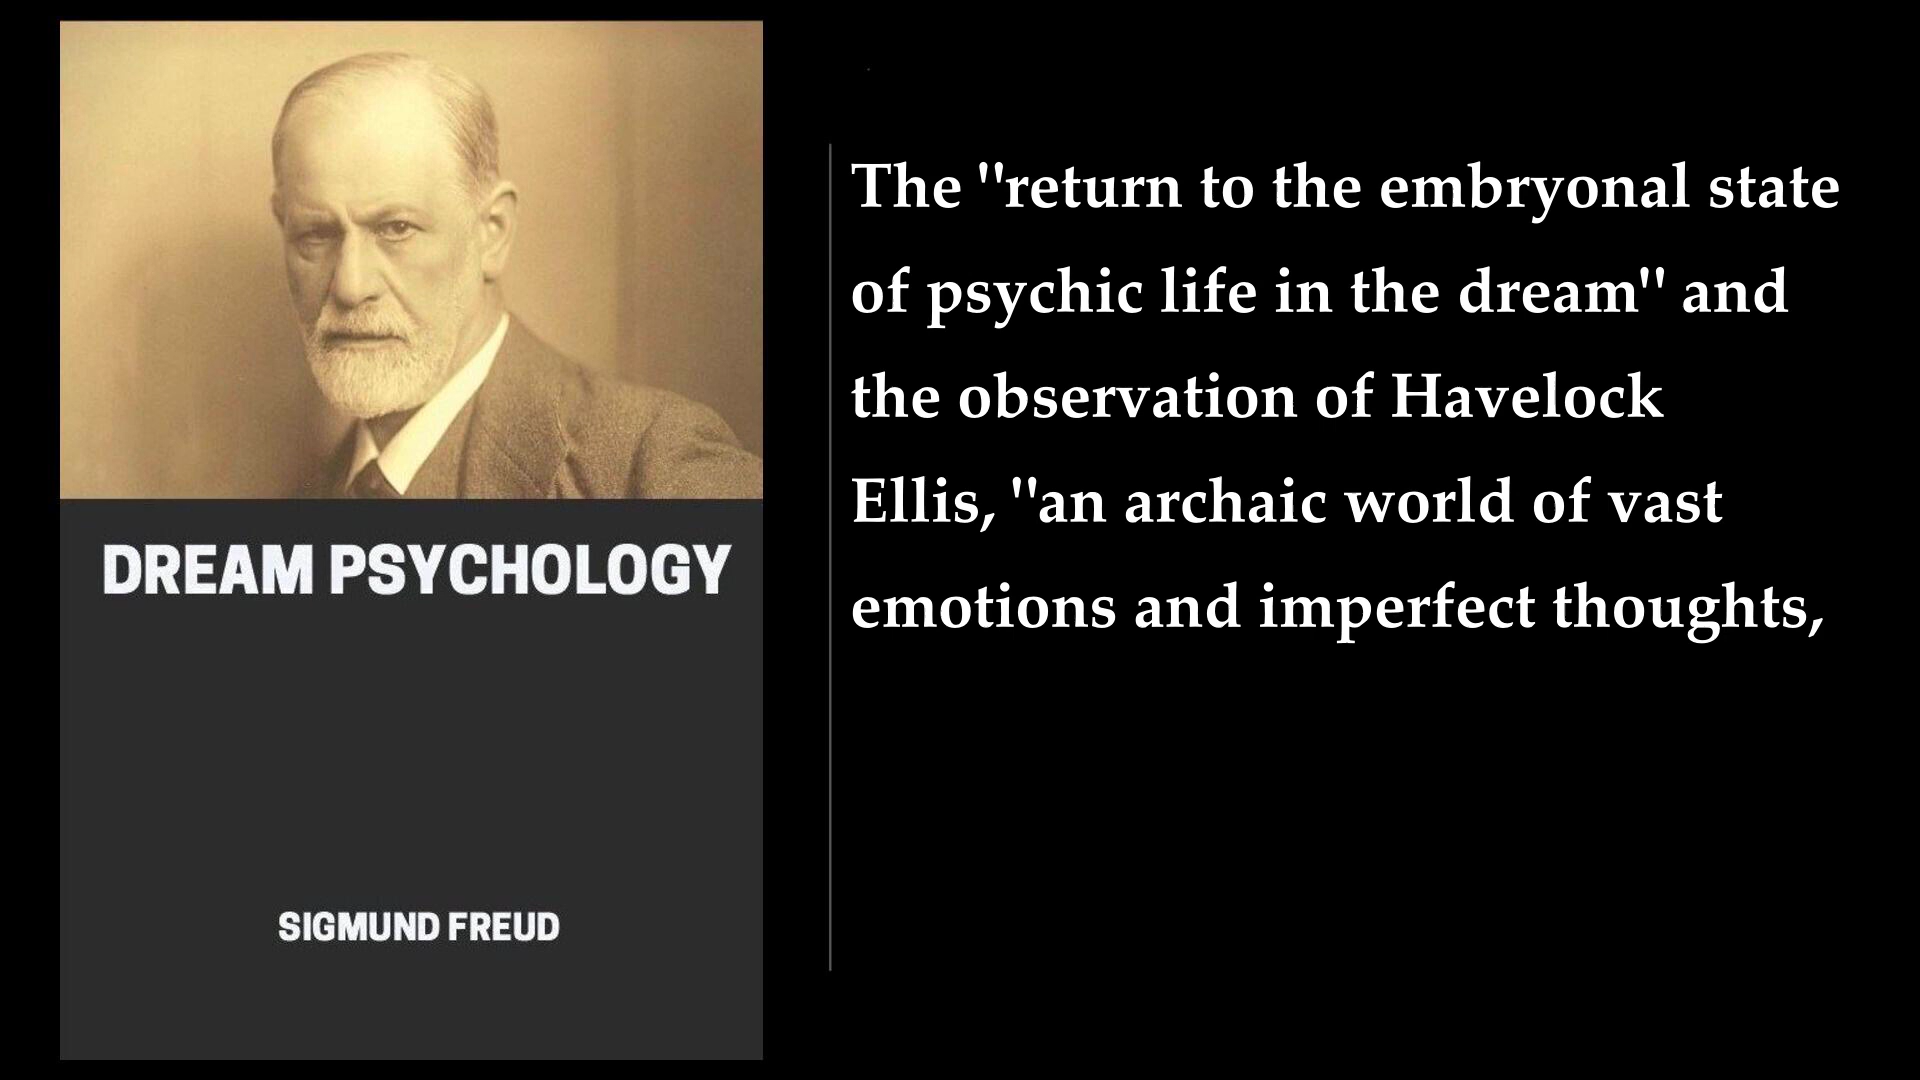 DREAM PSYCHOLOGY
SIGMUND FREUD
The "return to the embryonal state
of psychic life in the dream" and
the observation of Havelock
Ellis, "an archaic world of vast
emotions and imperfect thoughts,